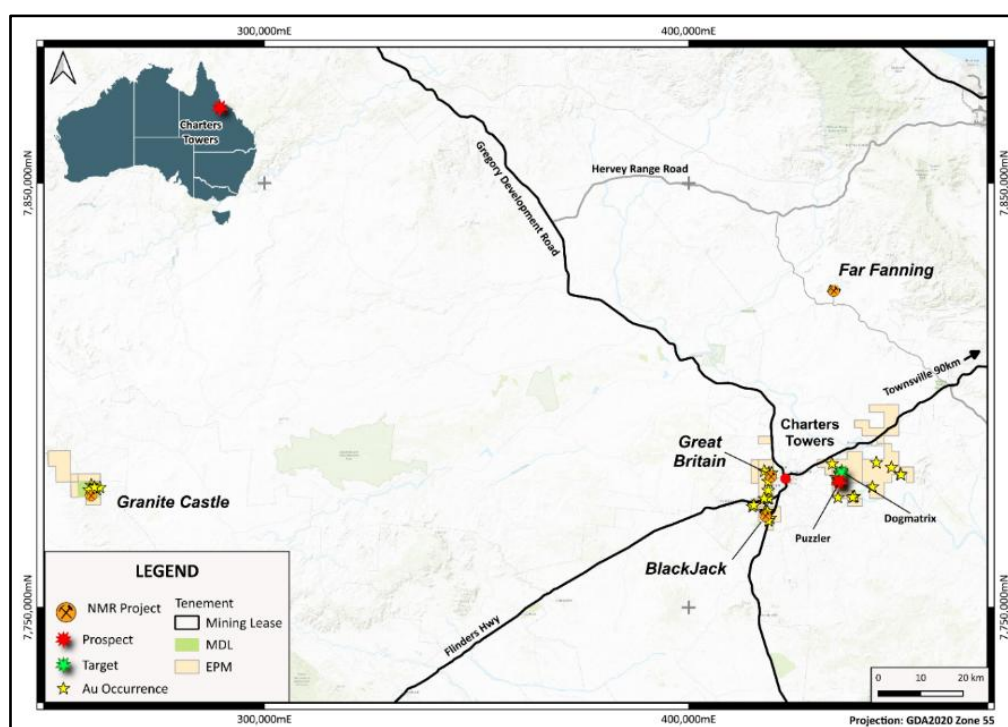 300,000mE
400,000mE
7,850,000mN
7,850,000mN
Charters
Towers
Gregory Development Road
Hervey Range Road
Far Fanning
Townsville 90km
Charters
Towers
Great
Britain
Granite Castle
Dogmatrix
Puzzler
BlackJack
Flinders Hwy
7,750,000mN
7,750,000mN
LEGEND
NMR Project
Prospect
Target
Au Occurrence
Tenement
Mining Lease
MDL
EPM
0 10 20 km
300,000mE
400,000mE
Projection: GDA2020 Zone 55